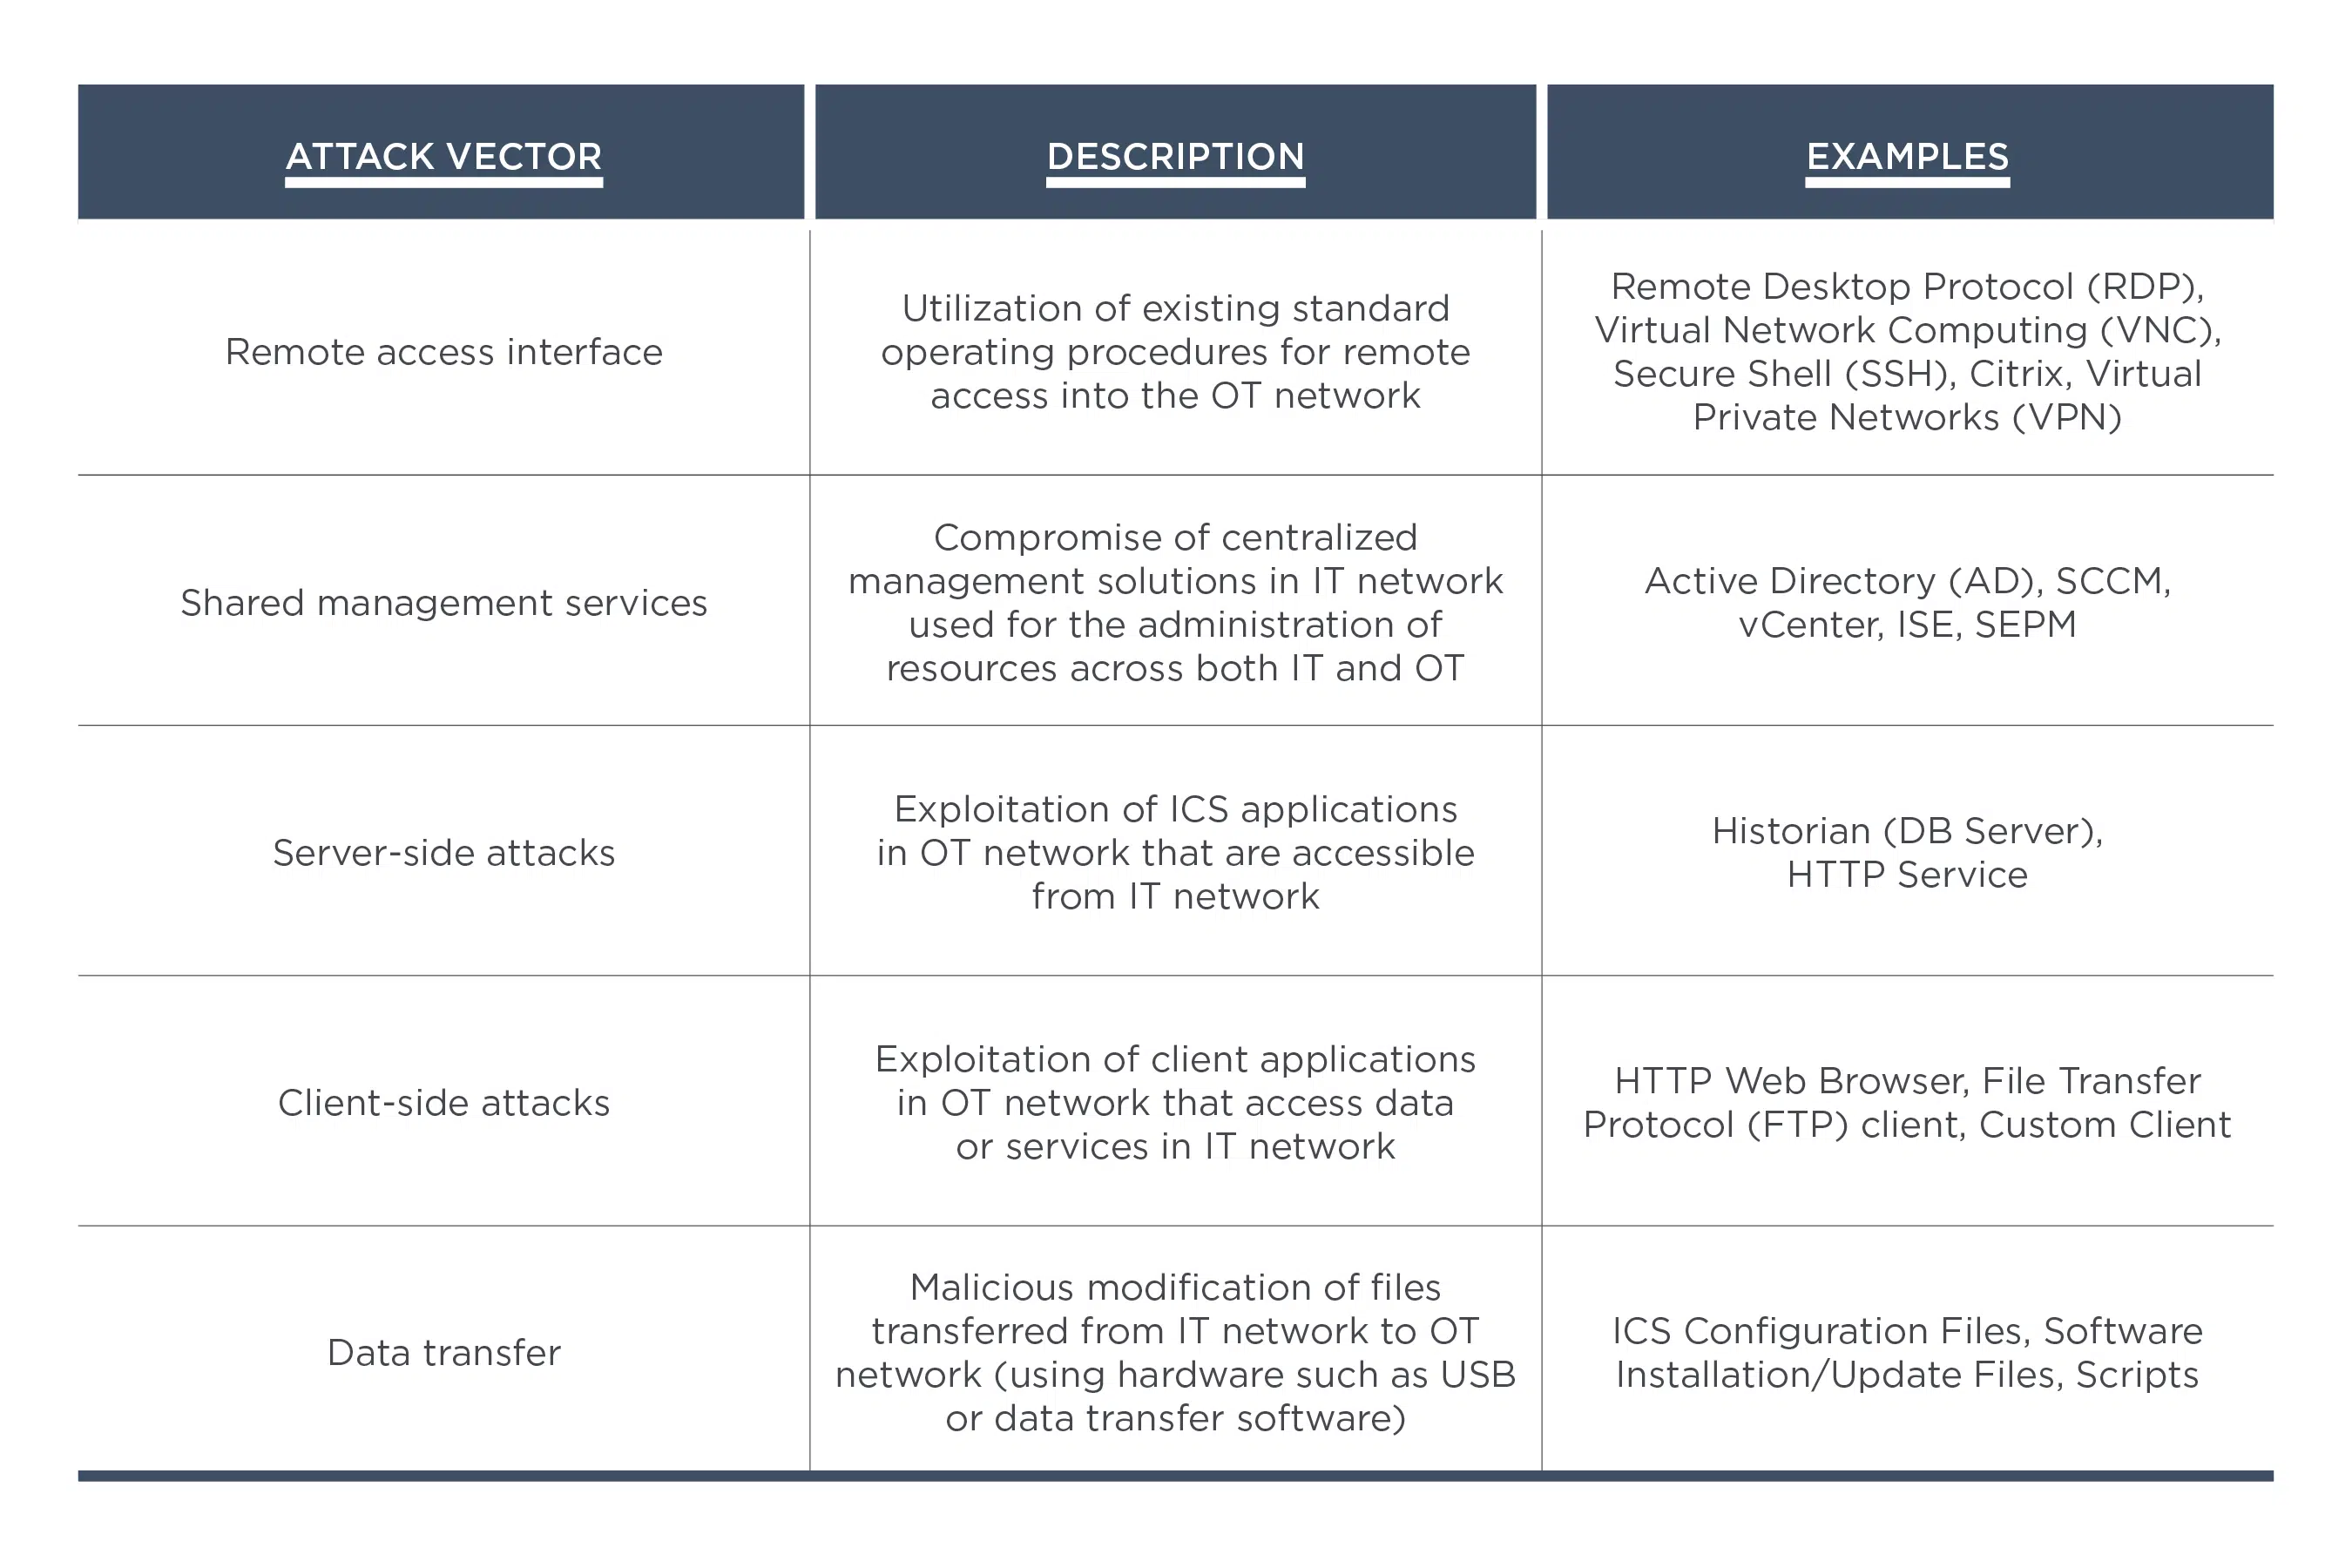 ATTACK VECTOR
DESCRIPTION
EXAMPLES
Remote access interface
Utilization of existing standard
operating procedures for remote
access into the OT network
Remote Desktop Protocol (RDP),
Virtual Network Computing (VNC),
Secure Shell (SSH), Citrix, Virtual
Private Networks (VPN)
Shared management services
Compromise of centralized
management solutions in IT network
used for the administration of
resources across both IT and OT
Active Directory (AD), SCCM,
vCenter, ISE, SEPM
Server-side attacks
Exploitation of ICS applications
in OT network that are accessible
from IT network
Historian (DB Server),
HTTP Service
Client-side attacks
Exploitation of client applications
in OT network that access data
or services in IT network
HTTP Web Browser, File Transfer
Protocol (FTP) client, Custom Client
Data transfer
Malicious modification of files
transferred from IT network to OT
network (using hardware such as USB
or data transfer software)
ICS Configuration Files, Software
Installation/Update Files, Scripts